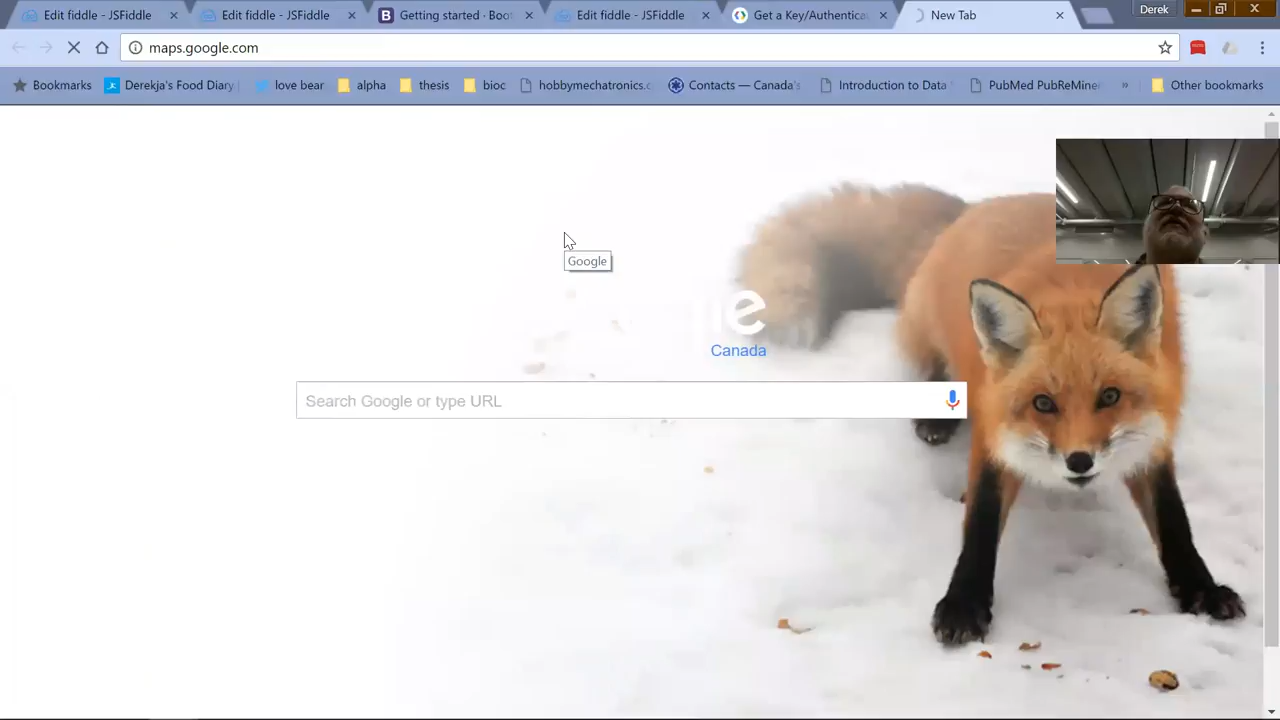 Edit fiddle - JSFiddle
Edit fiddle - JSFiddle
Getting started · Boo
Edit fiddle - JSFiddle
Get a Key/Authentica
New Tab
Derek
maps.google.com
Bookmarks
Derekja's Food Diary
love bear
alpha
thesis
bioc
hobbymechatronics.c
Contacts — Canada's
Introduction to Data
PubMed PubReMiner
»
Other bookmarks
Google
Canada
Search Google or type URL